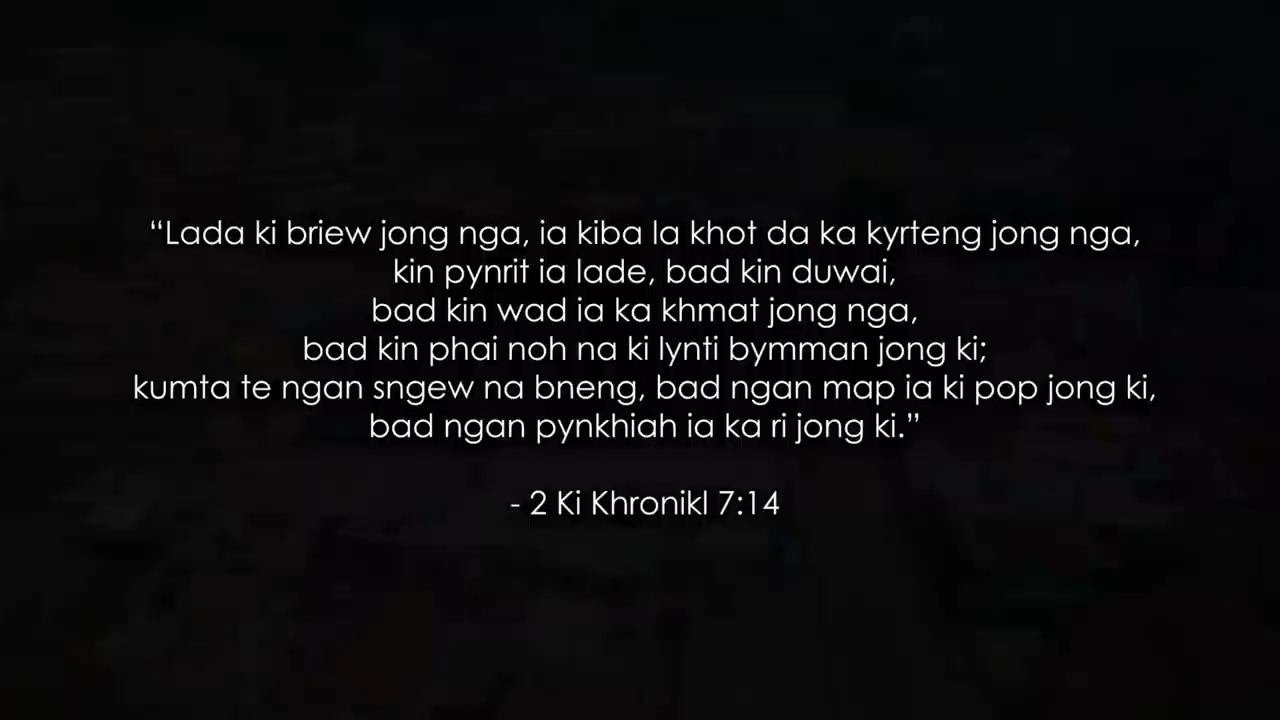 “Lada ki briew jong nga, ia kiba la khot da ka kyrteng jong nga,
kin pynrit ia lade, bad kin duwai,
bad kin wad ia ka khmat jong nga,
bad kin phai noh na ki lynti bymman jong ki;
kumta te ngan sngew na bneng, bad ngan map ia ki pop jong ki,
bad ngan pynkhiah ia ka ri jong ki.”
- 2 Ki Khronikl 7:14